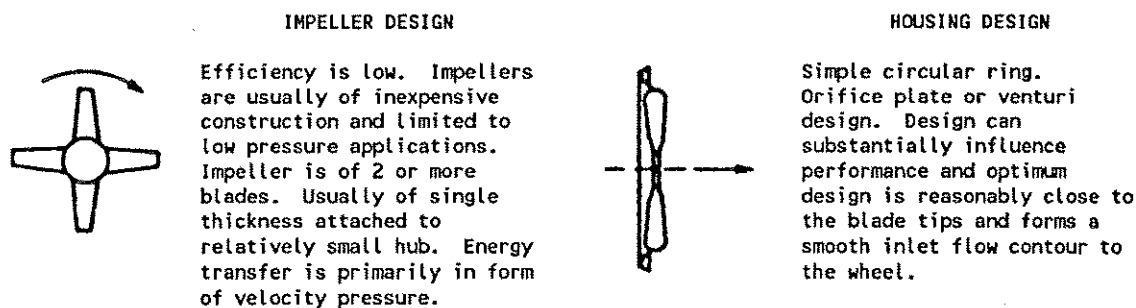 IMPELLER DESIGN
Efficiency is low. Impellers
are usually of inexpensive
construction and limited to
low pressure applications.
Impeller is of 2 or more
blades. Usually of single
thickness attached to
relatively small hub. Energy
transfer is primarily in form
of velocity pressure.
HOUSING DESIGN
Simple circular ring.
Orifice plate or venturi
design. Design can
substantially influence
performance and optimum
design is reasonably close to
the blade tips and forms a
smooth inlet flow contour to
the wheel.